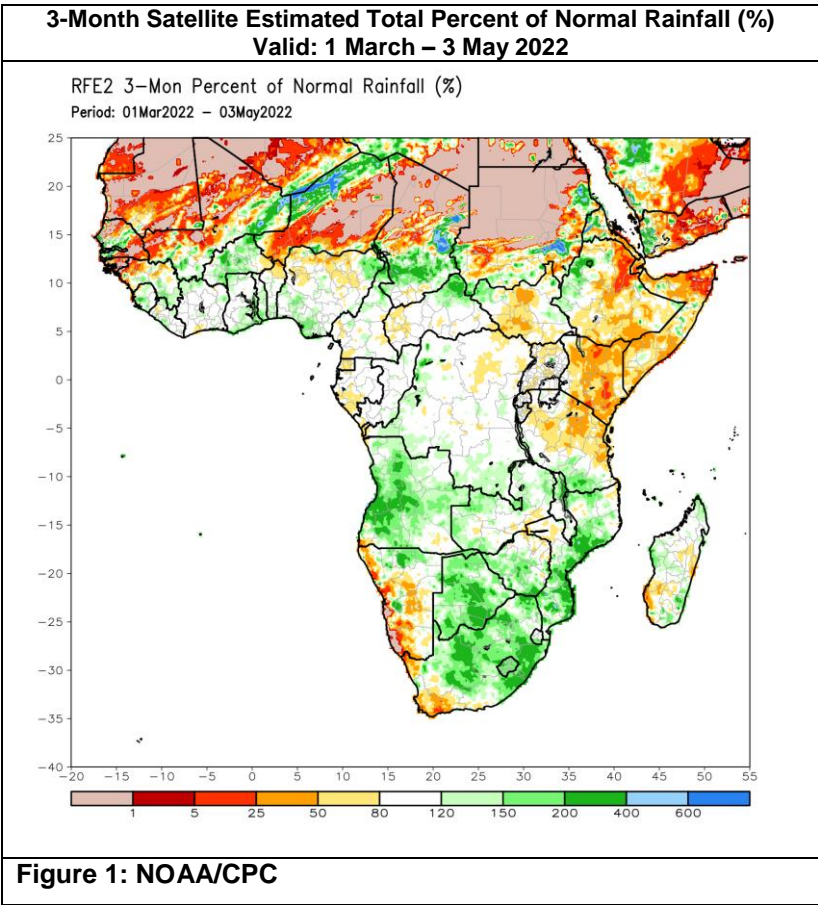 3-Month Satellite Estimated Total Percent of Normal Rainfall (%)
Valid: 1 March – 3 May 2022
RFE2 3-Mon Percent of Normal Rainfall (%)
Period: 01Mar2022 – 03May2022
25
20
15
10
5
0
−5
−10
−15
−20
−25
−30
−35
−40
−20 −15 −10 −5 0 5 10 15 20 25 30 35 40 45 50 55
1 5 25 50 80 120 150 200 400 600
Figure 1: NOAA/CPC